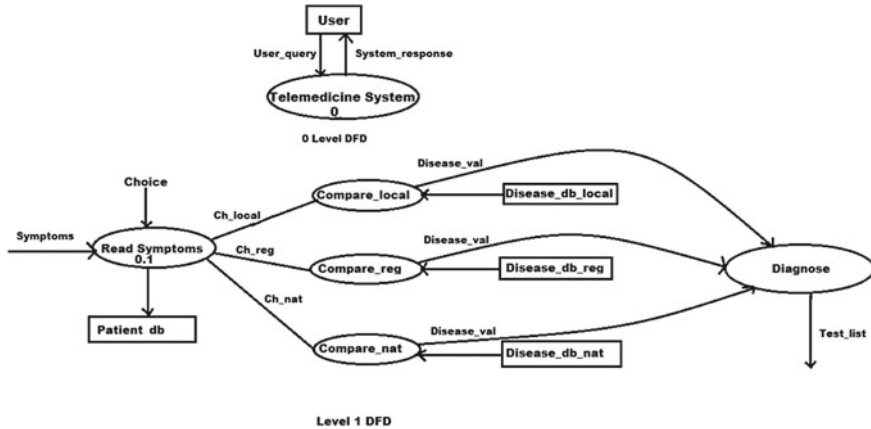 User
User_query
System_response
Telemedicine System
0
0 Level DFD
Disease_val
Choice
Compare_local
Disease_db_local
Ch_local
Symptoms
Read Symptoms
0.1
Ch_reg
Disease_val
Compare_reg
Disease_db_reg
Diagnose
Ch_nat
Patient db
Disease_val
Test_list
Compare_nat
Disease_db_nat
Level 1 DFD